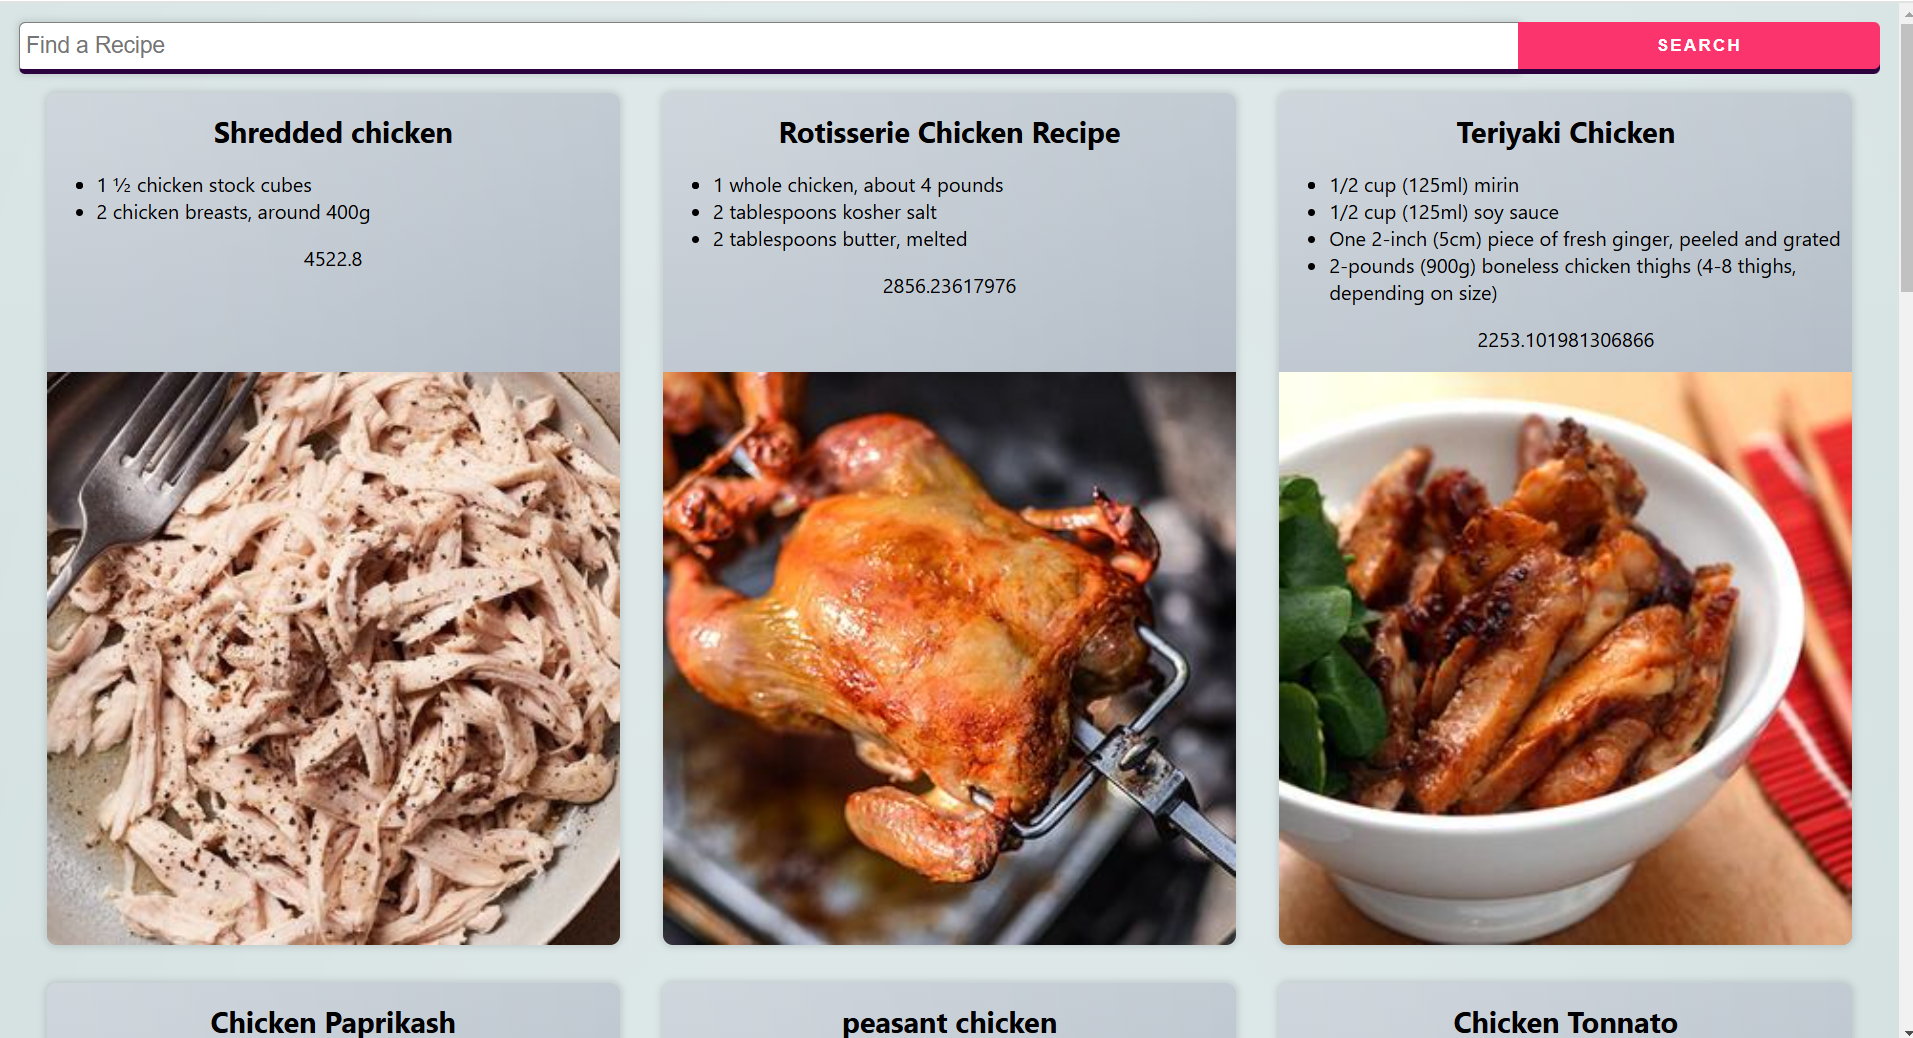 Find a Recipe
SEARCH
Shredded chicken
1 ½ chicken stock cubes
2 chicken breasts, around 400g
4522.8
Rotisserie Chicken Recipe
1 whole chicken, about 4 pounds
2 tablespoons kosher salt
2 tablespoons butter, melted
2856.23617976
Teriyaki Chicken
1/2 cup (125ml) mirin
1/2 cup (125ml) soy sauce
One 2-inch (5cm) piece of fresh ginger, peeled and grated
2-pounds (900g) boneless chicken thighs (4-8 thighs,
depending on size)
2253.101981306866
Chicken Paprikash
peasant chicken
Chicken Tonnato